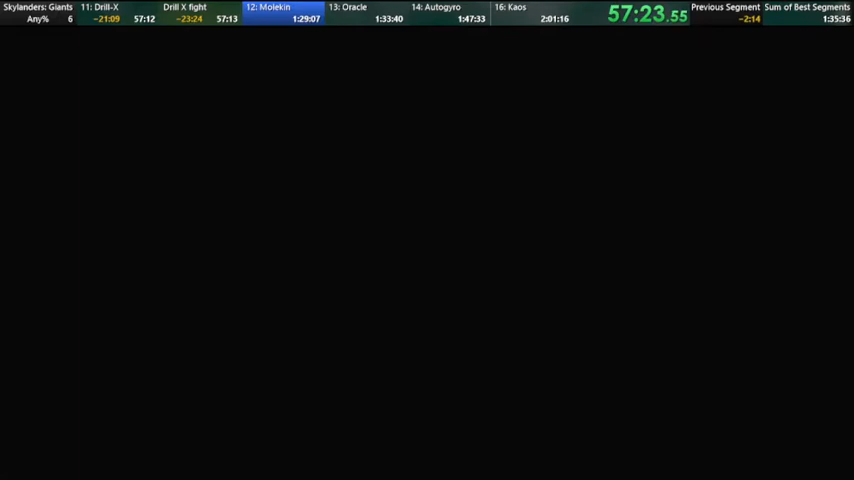 Skylanders: Giants
Any% 6
11: Drill-X
−21:09 57:12
Drill X fight
−23:24 57:13
12: Molekin
1:29:07
13: Oracle
1:33:40
14: Autogyro
1:47:33
16: Kaos
2:01:16
57:23.55
Previous Segment
−2:14
Sum of Best Segments
1:35:36